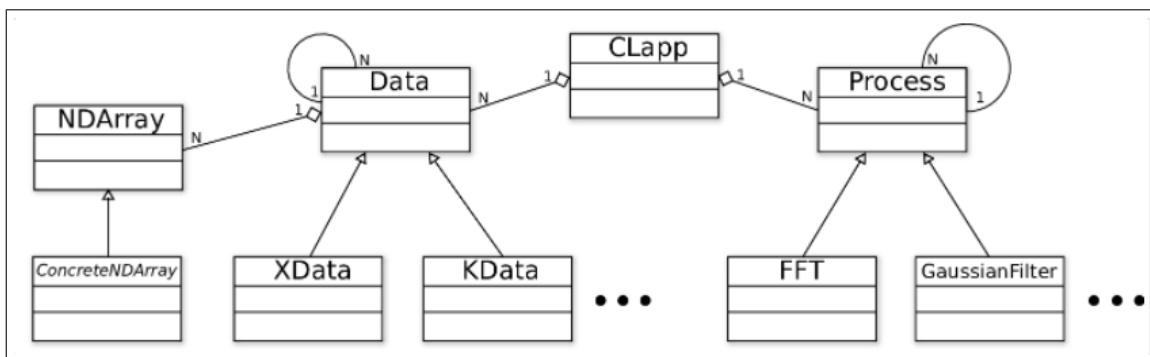 CLapp
N
N
Data
1
N
1
N
1
1
N
Process
N
1
NDArray
ConcreteNDArray
XData
KData
• • •
FFT
GaussianFilter
• • •